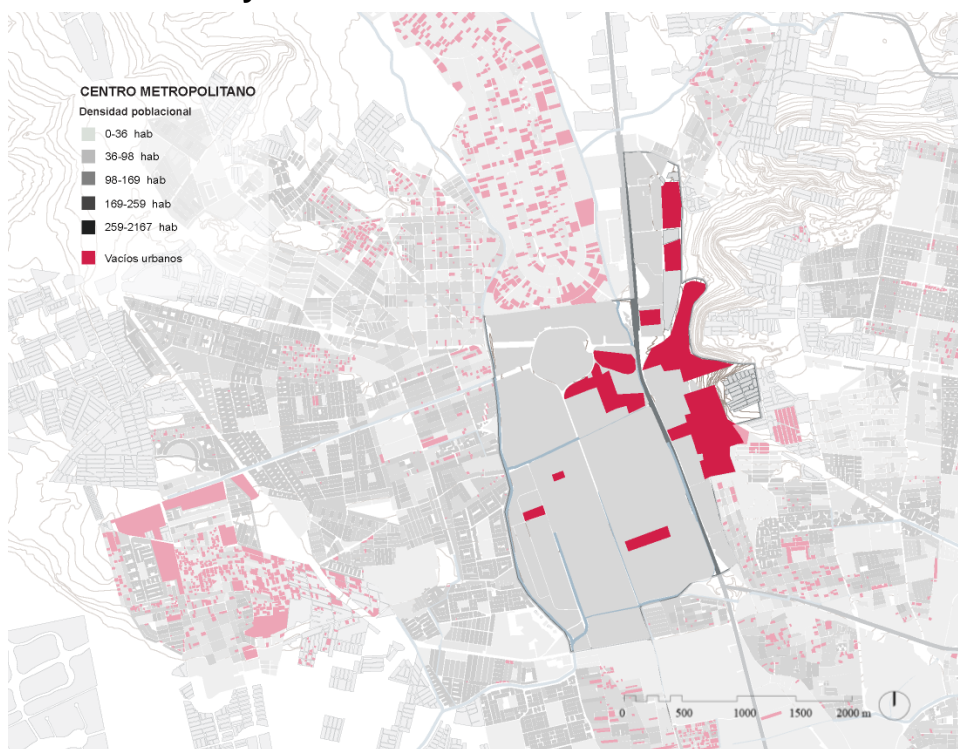 CENTRO METROPOLITANO
Densidad poblacional
0-36 hab
36-98 hab
98-169 hab
169-259 hab
259-2167 hab
Vacíos urbanos
0 500 1000 1500 2000 m